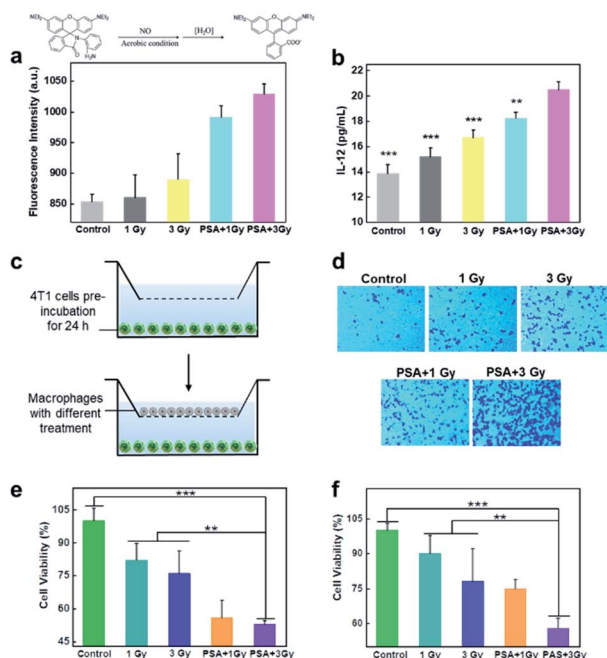 NEt₂ O NEt₂
N
O H₂N
NO
Aerobic condition
[H₂O]
NEt₂ O NEt₂
COO⁻
a
Fluorescence Intensity (a.u.)
1050
1000
950
900
850
Control 1 Gy 3 Gy PSA+1Gy PSA+3Gy
b
IL-12 (pg/mL)
22
20
18
16
14
12
*** *** *** **
Control 1 Gy 3 Gy PSA+1Gy PSA+3Gy
c
4T1 cells pre-
incubation
for 24 h
Macrophages
with different
treatment
d
Control 1 Gy 3 Gy
PSA+1 Gy PSA+3 Gy
e
Cell Viability (%)
105
90
75
60
45
***
**
Control 1 Gy 3 Gy PSA+1Gy PSA+3Gy
f
Cell Viability (%)
105
90
75
60
***
**
Control 1 Gy 3 Gy PSA+1Gy PAS+3Gy